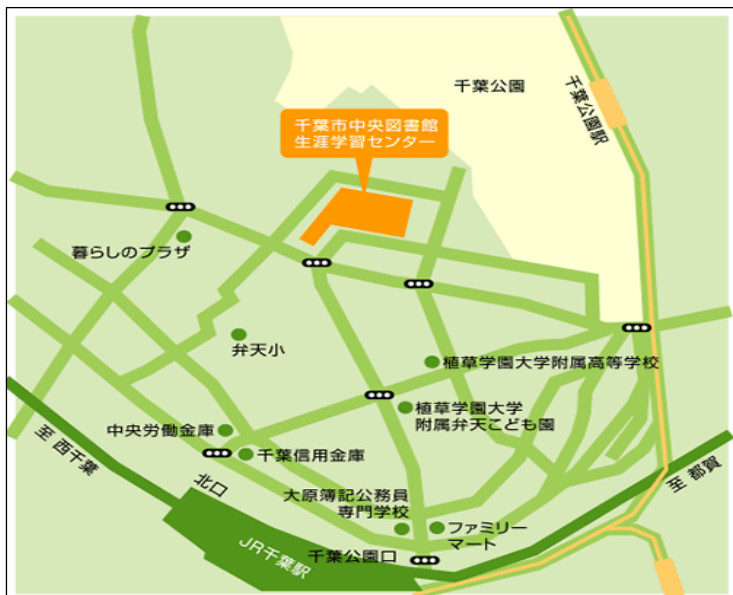 千葉公園
千葉公園駅
千葉市中央図書館
生涯学習センター
暮らしのプラザ
弁天小
植草学園大学附属高等学校
植草学園大学
附属弁天こども園
中央労働金庫
千葉信用金庫
至 西千葉
北口
至 都賀
大原簿記公務員
専門学校
ファミリー
マート
JR千葉駅
千葉公園口